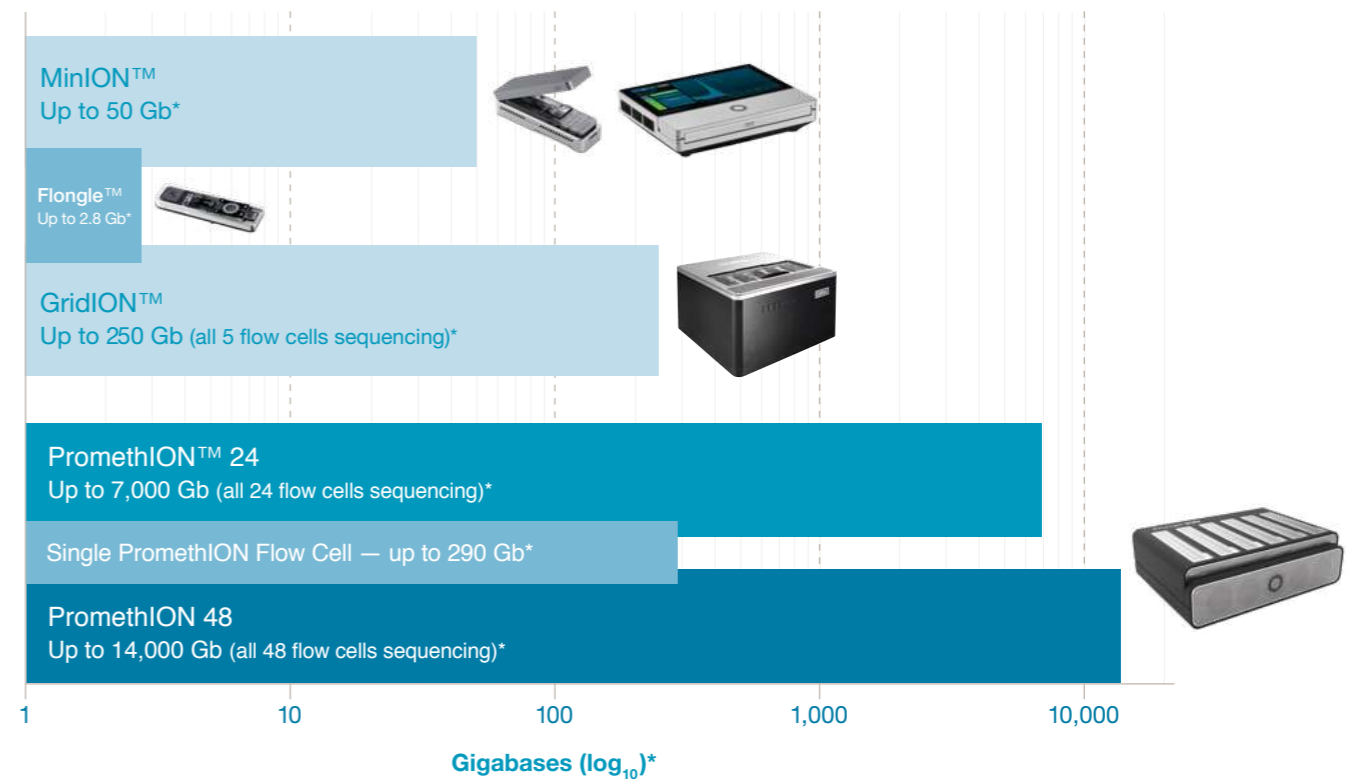 MinION™
Up to 50 Gb*
Flongle™
Up to 2.8 Gb*
GridION™
Up to 250 Gb (all 5 flow cells sequencing)*
PromethION™ 24
Up to 7,000 Gb (all 24 flow cells sequencing)*
Single PromethION Flow Cell — up to 290 Gb*
PromethION 48
Up to 14,000 Gb (all 48 flow cells sequencing)*
1 10 100 1,000 10,000
Gigabases (log₁₀)*